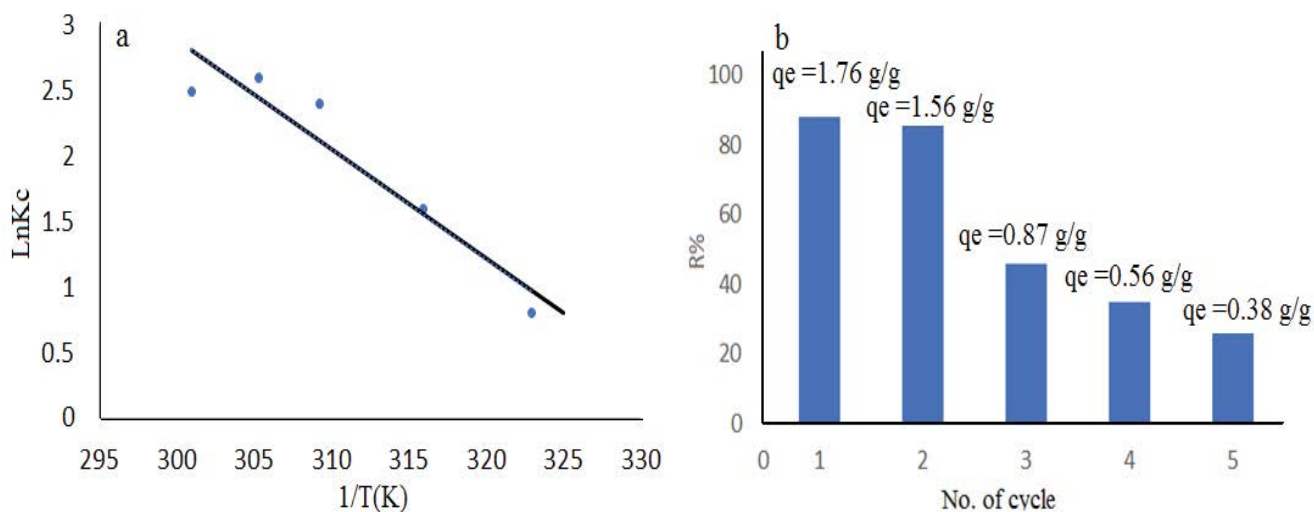 a
3
2.5
2
1.5
1
0.5
0
LnKc
295 300 305 310 315 320 325 330
1/T(K)
b
100
80
60
40
20
0
R%
qe =1.76 g/g
qe =1.56 g/g
qe =0.87 g/g
qe =0.56 g/g
qe =0.38 g/g
0 1 2 3 4 5
No. of cycle